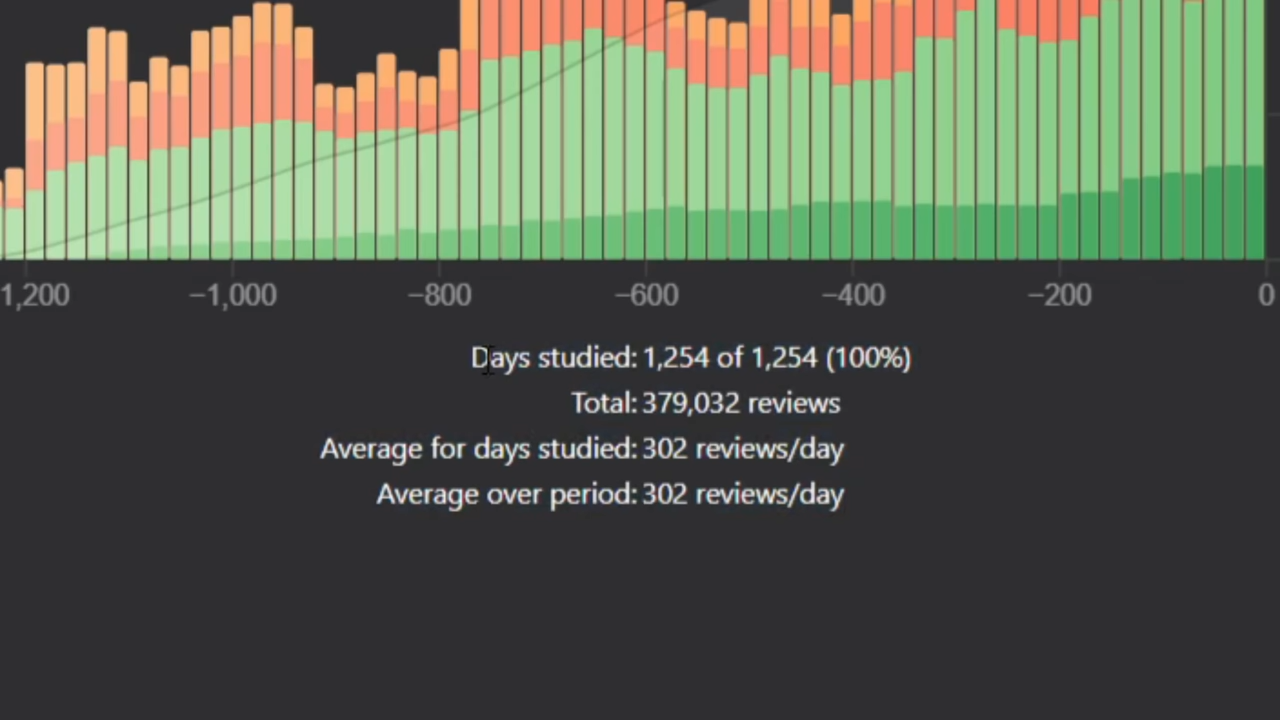 1,200 −1,000 −800 −600 −400 −200 0
Days studied: 1,254 of 1,254 (100%)
Total: 379,032 reviews
Average for days studied: 302 reviews/day
Average over period: 302 reviews/day